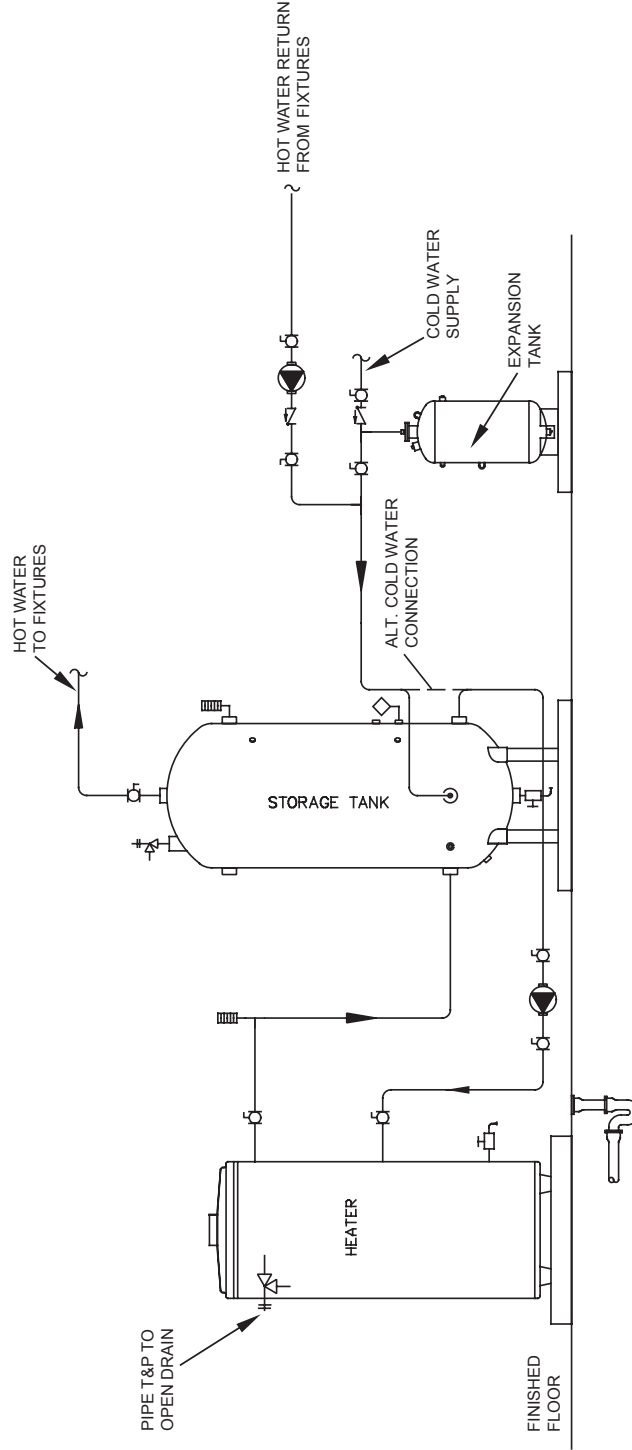 PIPE T&P TO
OPEN DRAIN
HOT WATER
TO FIXTURES
HOT WATER RETURN
FROM FIXTURES
COLD WATER
SUPPLY
ALT. COLD WATER
CONNECTION
EXPANSION
TANK
STORAGE TANK
HEATER
FINISHED
FLOOR